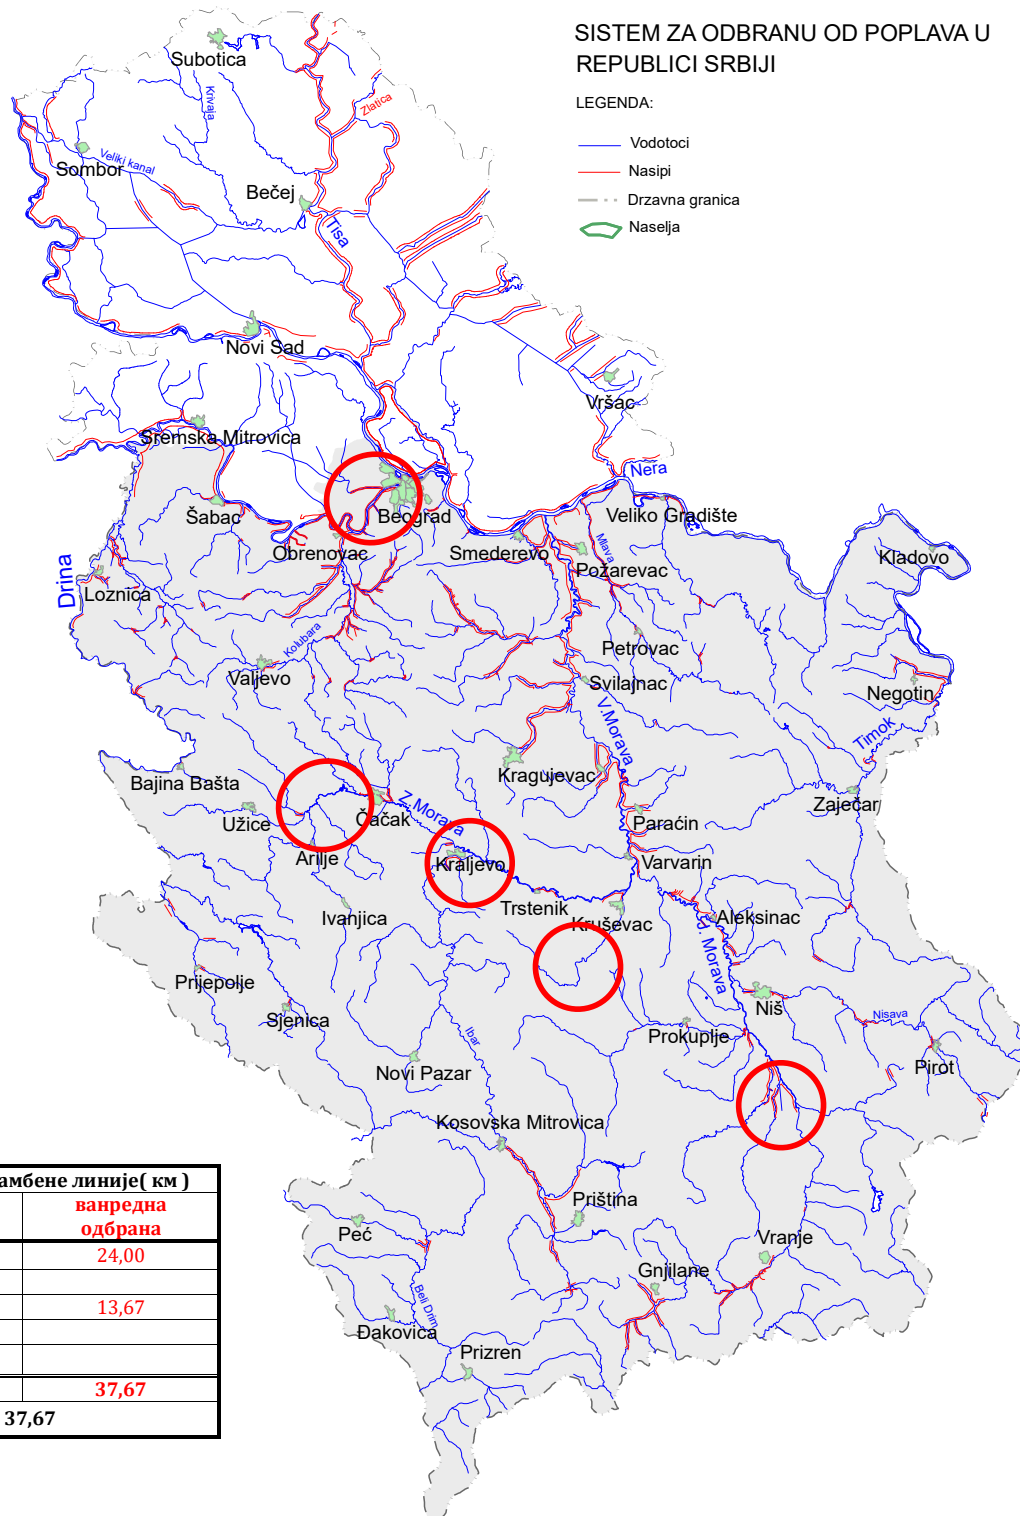 SISTEM ZA ODBRANU OD POPLAVA U
REPUBLICI SRBIJI
LEGENDA:
Vodotoci
Nasipi
Drzavna granica
Naselja
Subotica
Krivaja
Zlatica
Sombor
Veliki kanal
Bečej
Tisa
Novi Sad
Vršac
Sremska Mitrovica
Nera
Šabac
Beograd
Veliko Gradište
Obrenovac
Smederevo
Mlava
Požarevac
Kladovo
Drina
Loznica
Kolubara
Petrovac
Valjevo
Svilajnac
Negotin
V.Morava
Timok
Bajina Bašta
Kragujevac
Užice
Čačak
Z.Morava
Paraćin
Zaječar
Arilje
Kraljevo
Varvarin
Ivanjica
Trstenik
Kruševac
Aleksinac
J. Morava
Prijepolje
Sjenica
Niš
Nisava
Ibar
Prokuplje
Pirot
Novi Pazar
Kosovska Mitrovica
Priština
Peć
Vranje
Gnjilane
Beli Drim
Đakovica
Prizren
амбене линије( км )
ванредна
одбрана
24,00
13,67
37,67
37,67